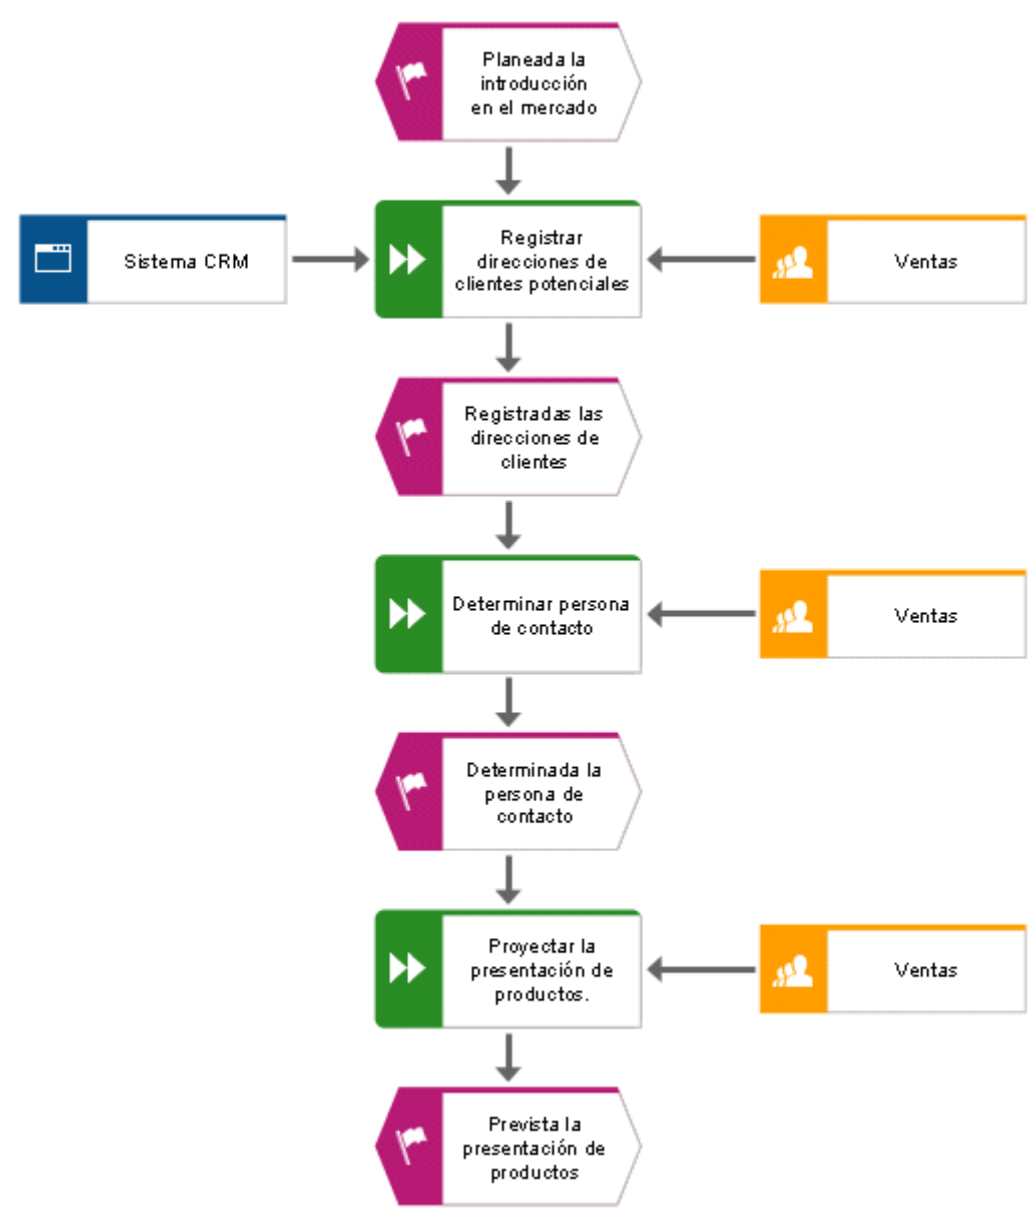 Planeada la
introducción
en el mercado
Sistema CRM
Registrar
direcciones de
clientes potenciales
Ventas
Registradas las
direcciones de
clientes
Determinar persona
de contacto
Ventas
Determinada la
persona de
contacto
Proyectar la
presentación de
productos.
Ventas
Prevista la
presentación de
productos